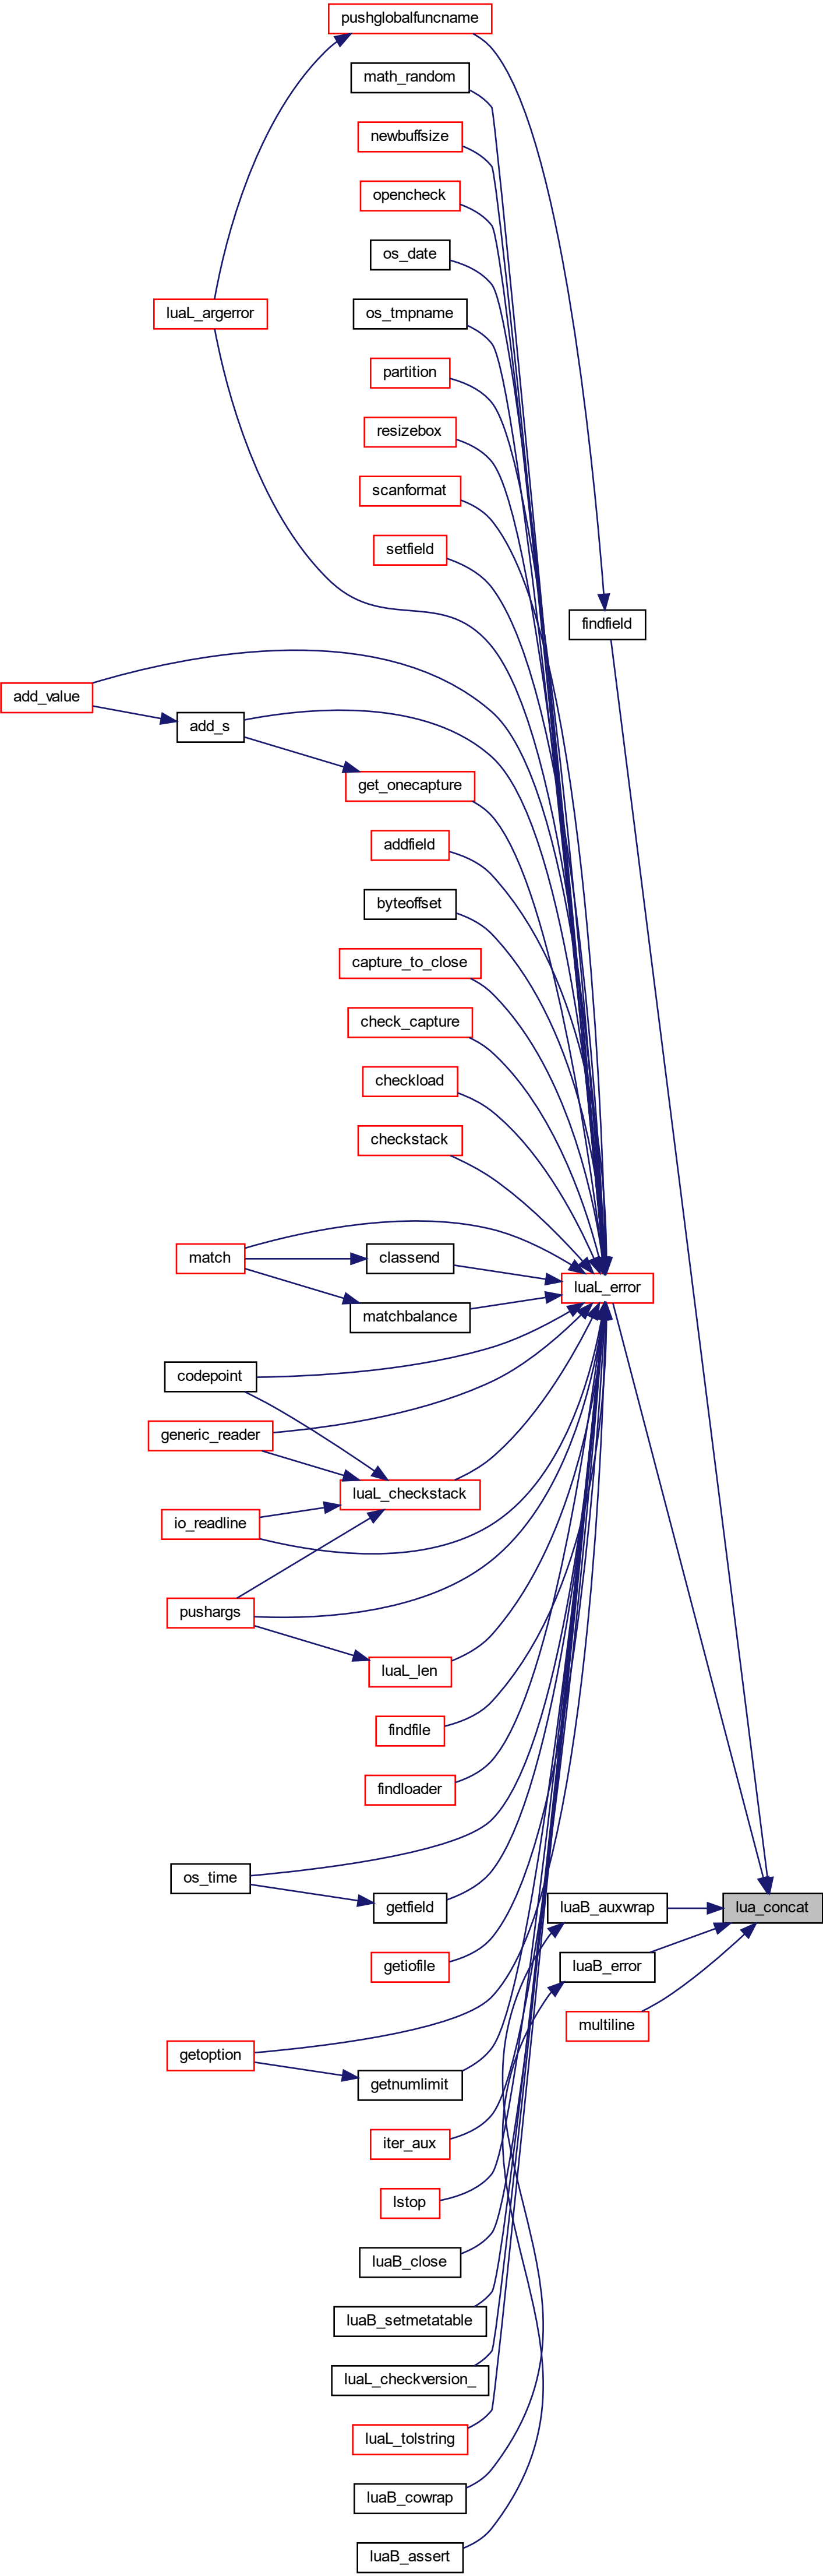 pushglobalfuncname
math_random
newbuffsize
opencheck
os_date
luaL_argerror
os_tmpname
partition
resizebox
scanformat
setfield
findfield
add_value
add_s
get_onecapture
addfield
byteoffset
capture_to_close
check_capture
checkload
checkstack
match
classend
luaL_error
matchbalance
codepoint
generic_reader
luaL_checkstack
io_readline
pushargs
luaL_len
findfile
findloader
os_time
getfield
luaB_auxwrap
lua_concat
getiofile
luaB_error
multiline
getoption
getnumlimit
iter_aux
lstop
luaB_close
luaB_setmetatable
luaL_checkversion_
luaL_tolstring
luaB_cowrap
luaB_assert